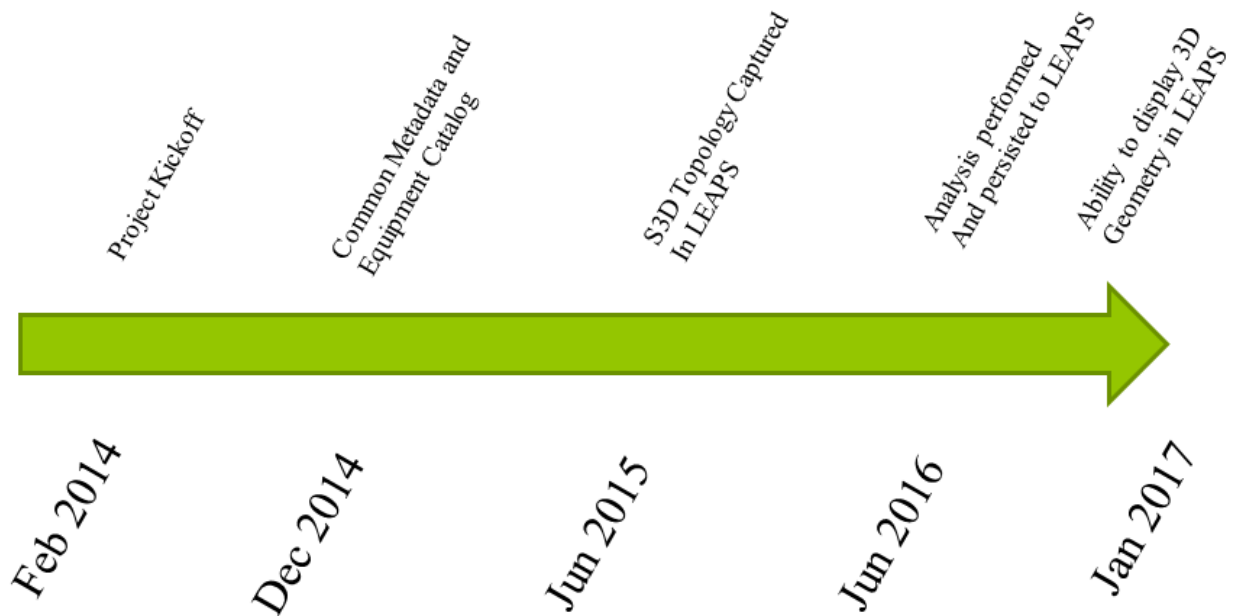 Project Kickoff
Common Metadata and
Equipment Catalog
S3D Topology Captured
In LEAPS
Analysis performed
And persisted to LEAPS
Ability to display 3D
Geometry in LEAPS
Feb 2014
Dec 2014
Jun 2015
Jun 2016
Jan 2017